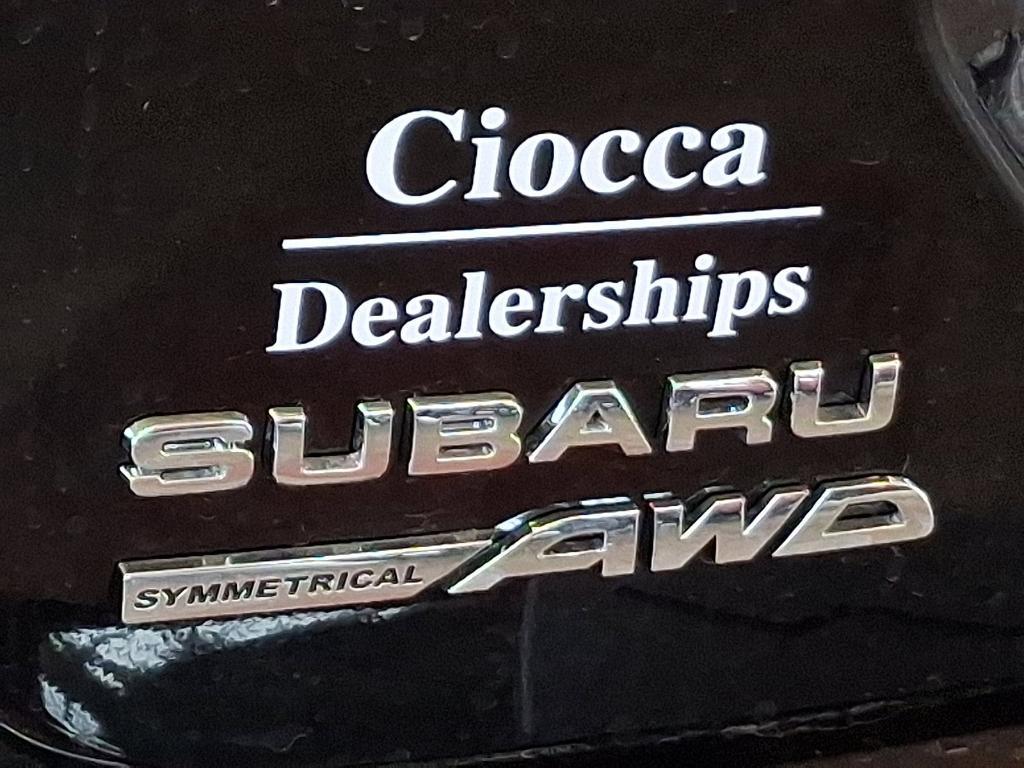 Ciocca
Dealerships
SUBARU
SYMMETRICAL AWD